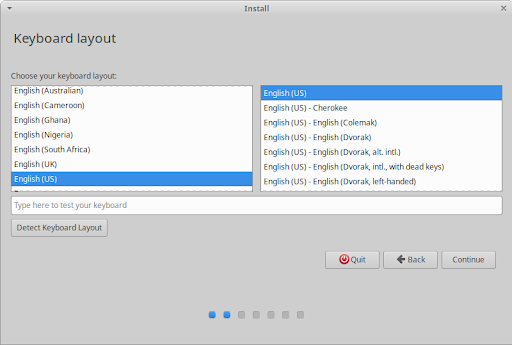 Install
Keyboard layout
Choose your keyboard layout:
English (Australian)
English (Cameroon)
English (Ghana)
English (Nigeria)
English (South Africa)
English (UK)
English (US)
English (US)
English (US) - Cherokee
English (US) - English (Colemak)
English (US) - English (Dvorak)
English (US) - English (Dvorak, alt. intl.)
English (US) - English (Dvorak, intl., with dead keys)
English (US) - English (Dvorak, left-handed)
Type here to test your keyboard
Detect Keyboard Layout
Quit
Back
Continue